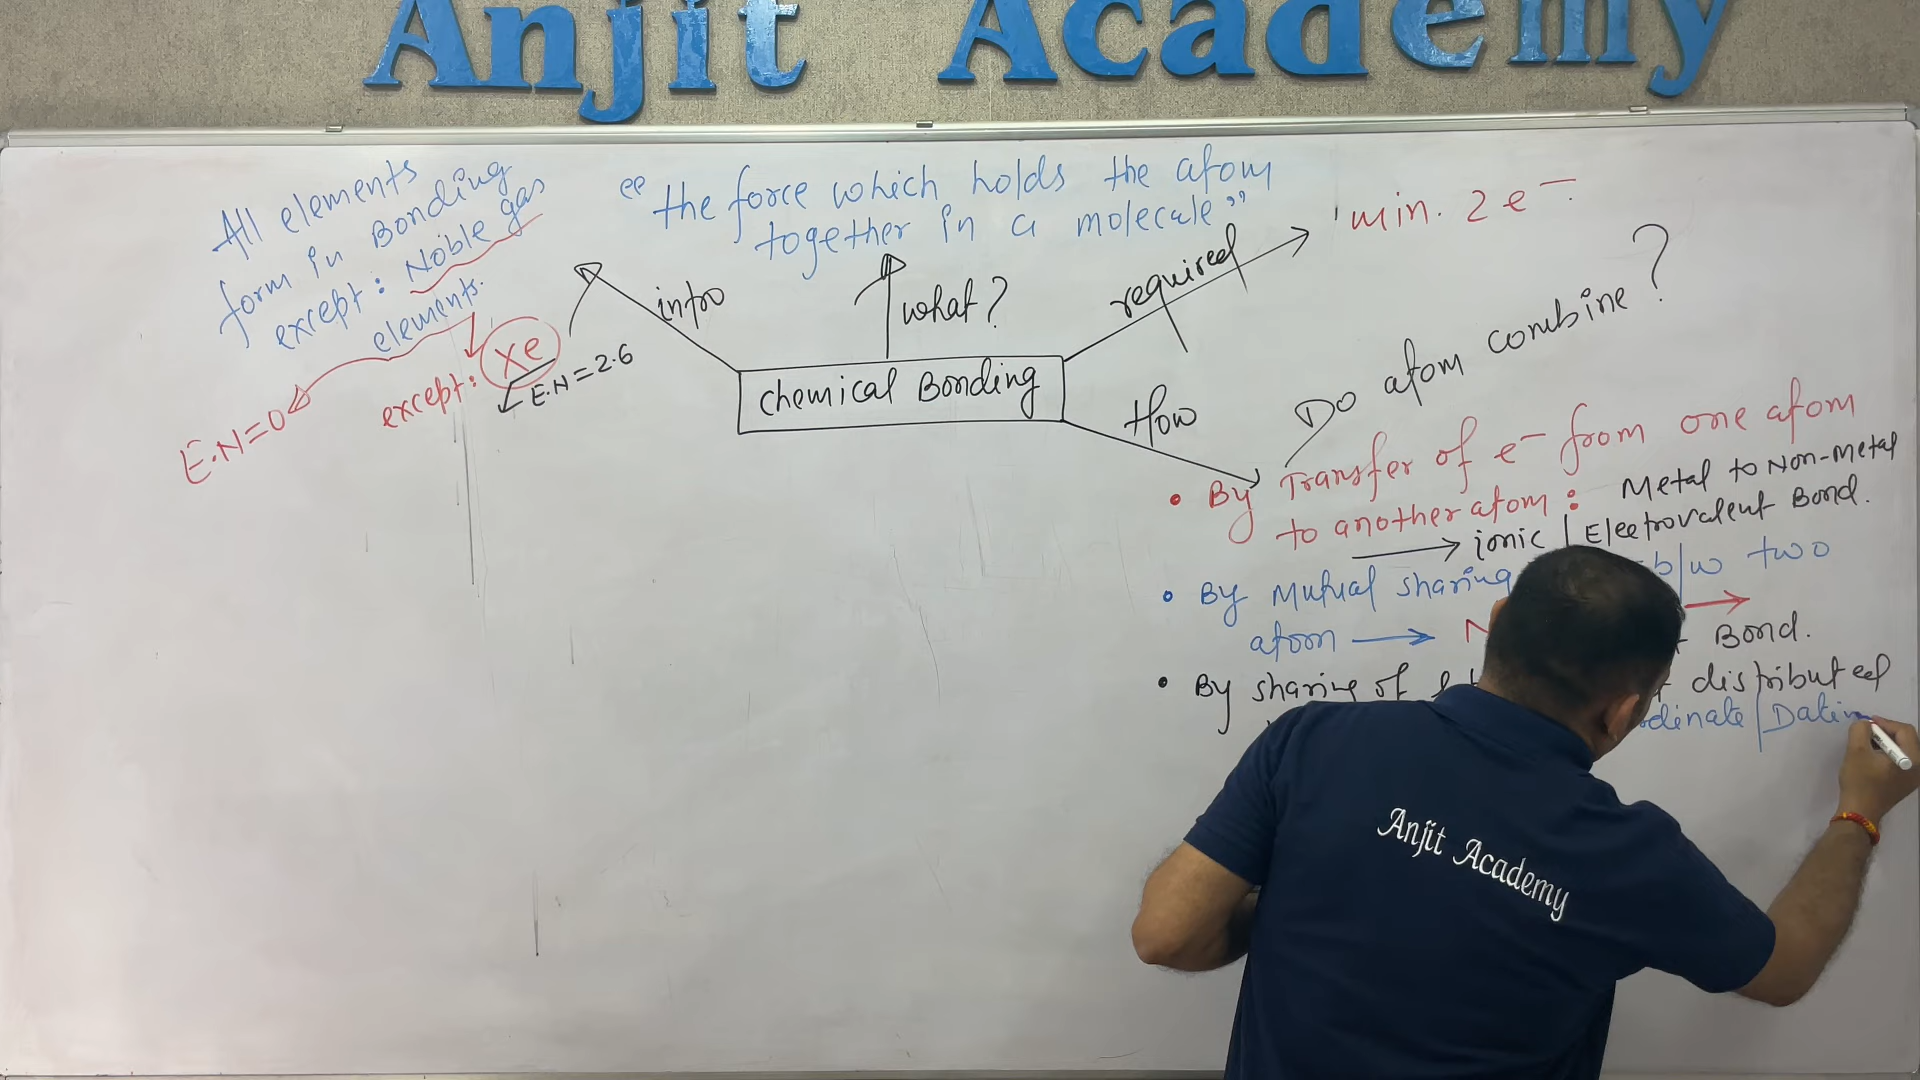 Anjit Academy
All elements
form in Bonding
except: Noble gas
elements.
except: Xe
E.N=2.6
E.N=0
"the force which holds the atom
together in a molecule"
intro
what?
required
min. 2e⁻.
Chemical Bonding
How
Do atom combine?
• By Transfer of e⁻ from one atom
to another atom: Metal to Non-metal
→ ionic | Electrovalent Bond.
• By Mutual sharing b/w two
atom → N → Bond.
• By sharing of distributed
dinate | Dativ
Anjit Academy